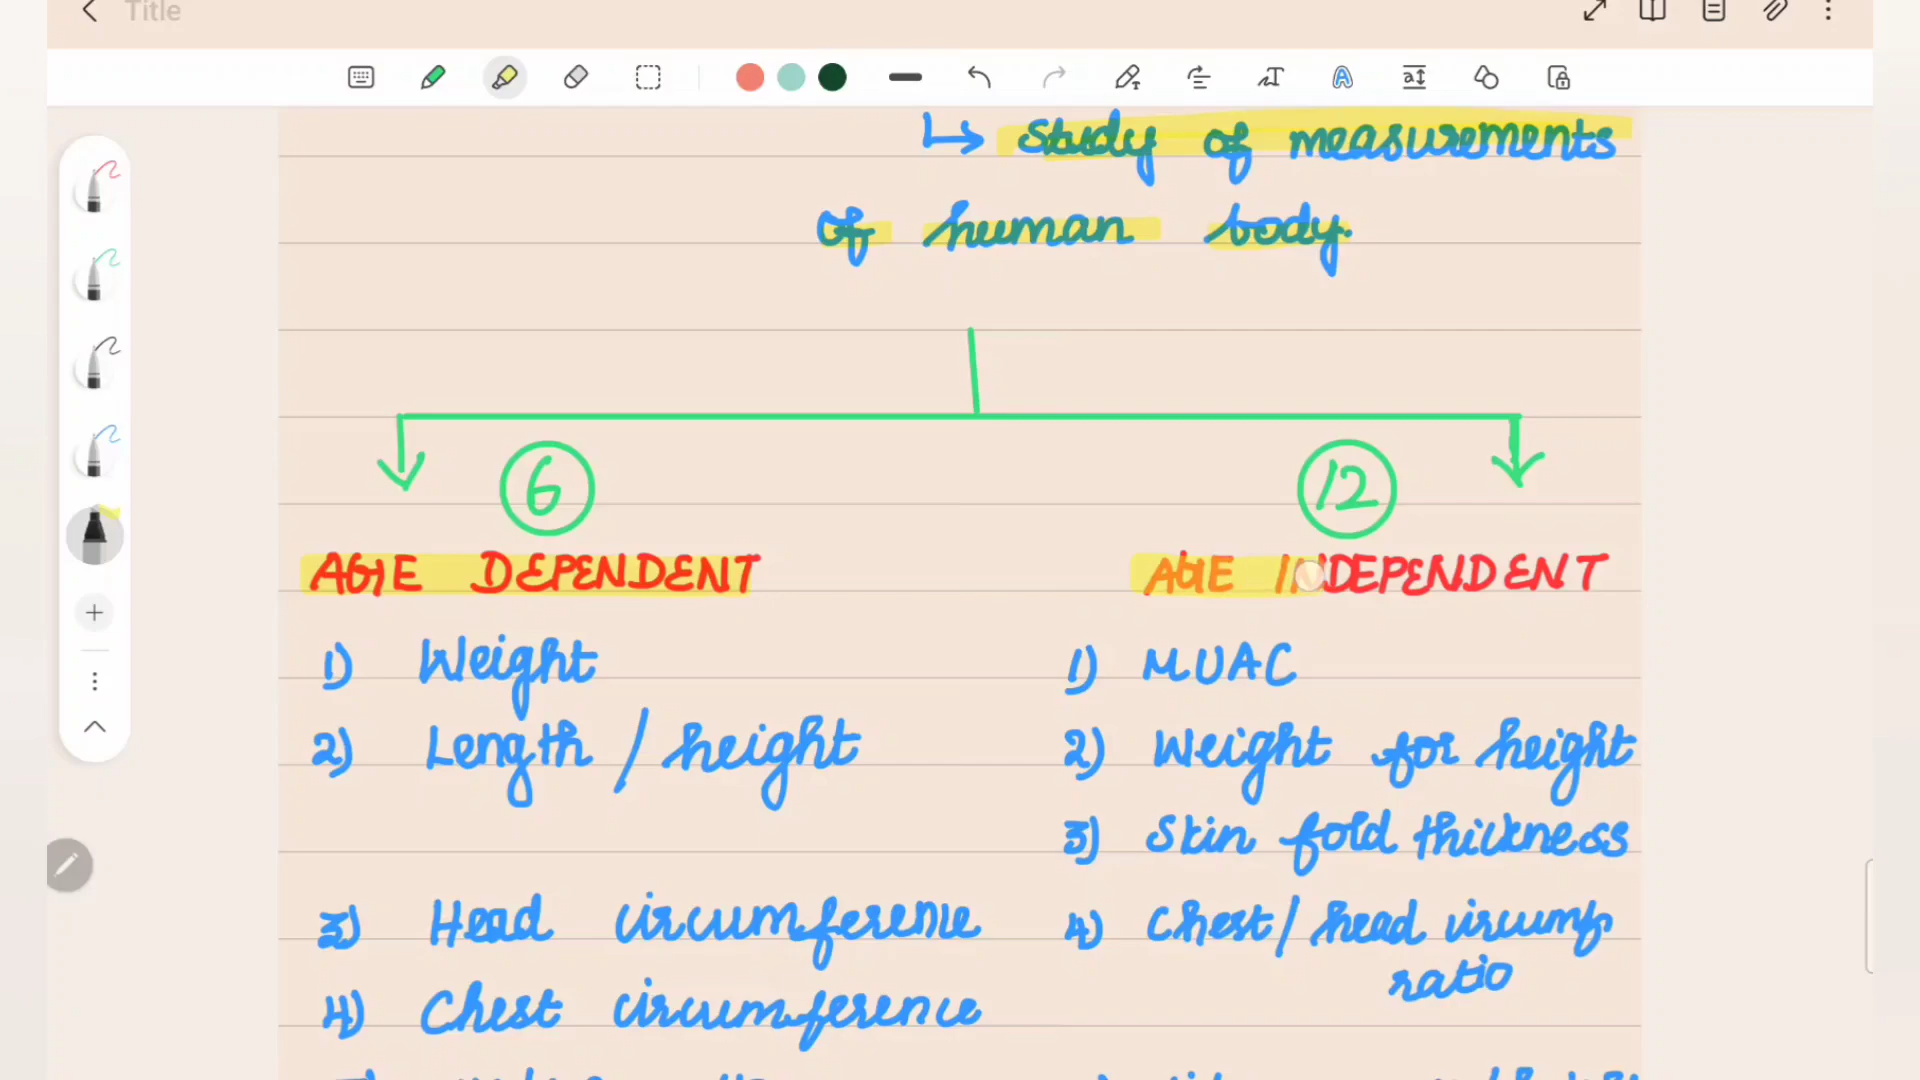 Title
↳ Study of measurements
of human body.
6
12
AGE DEPENDENT
AGE INDEPENDENT
1) Weight
1) MUAC
2) Length / height
2) Weight for height
3) Skin fold thickness
3) Head circumference
4) Chest / head circumf
ratio
4) Chest circumference